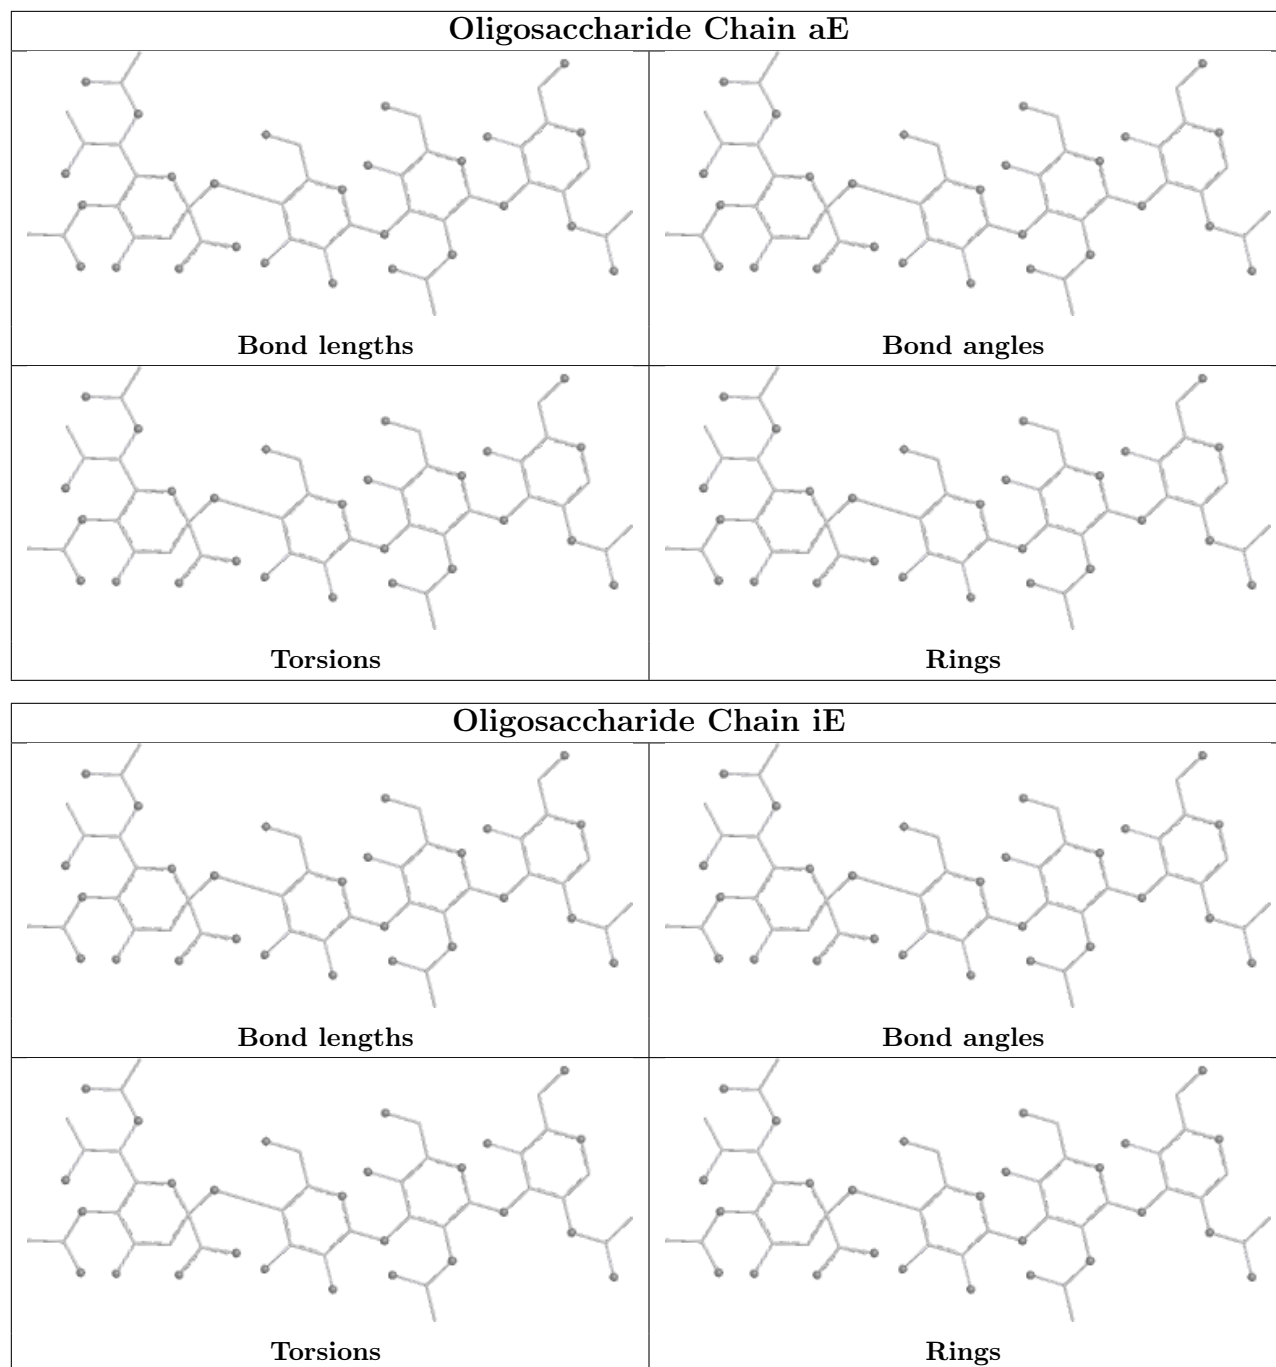 Oligosaccharide Chain aE
Bond lengths
Bond angles
Torsions
Rings
Oligosaccharide Chain iE
Bond lengths
Bond angles
Torsions
Rings